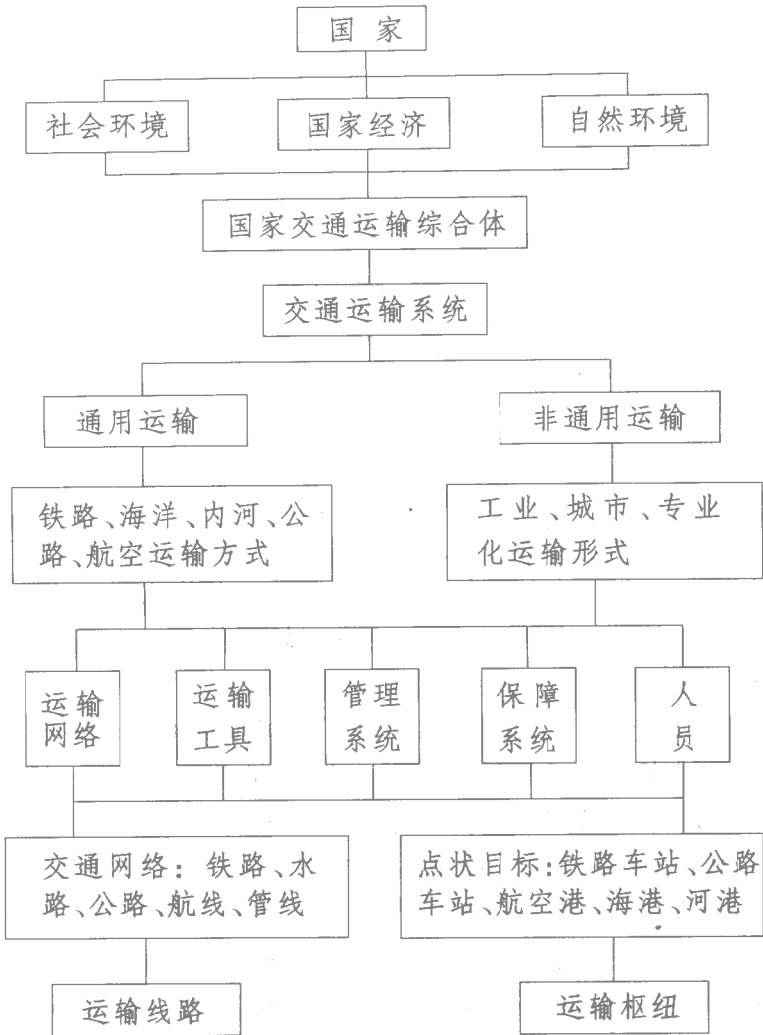 国家
社会环境
国家经济
自然环境
国家交通运输综合体
交通运输系统
通用运输
非通用运输
铁路、海洋、内河、公
路、航空运输方式
工业、城市、专业
化运输形式
运输
网络
运输
工具
管理
系统
保障
系统
人
员
交通网络：铁路、水
路、公路、航线、管线
点状目标：铁路车站、公路
车站、航空港、海港、河港
运输线路
运输枢纽